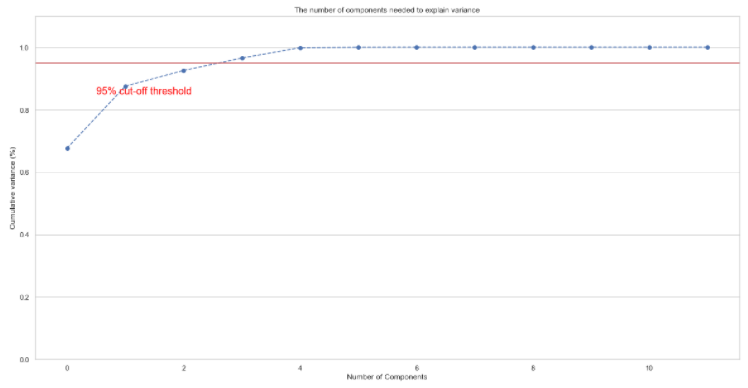 The number of components needed to explain variance
1.0
95% cut-off threshold
0.8
0.6
0.4
0.2
0.0
Cumulative variance (%)
0 2 4 6 8 10
Number of Components